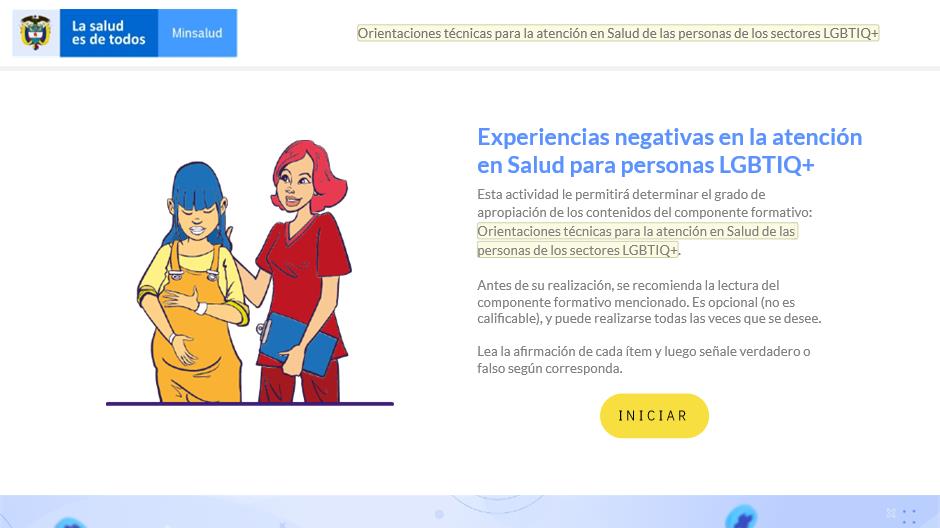 La salud
es de todos
Minsalud
Orientaciones técnicas para la atención en Salud de las personas de los sectores LGBTIQ+
Experiencias negativas en la atención
en Salud para personas LGBTIQ+
Esta actividad le permitirá determinar el grado de
apropiación de los contenidos del componente formativo:
Orientaciones técnicas para la atención en Salud de las
personas de los sectores LGBTIQ+.
Antes de su realización, se recomienda la lectura del
componente formativo mencionado. Es opcional (no es
calificable), y puede realizarse todas las veces que se desee.
Lea la afirmación de cada ítem y luego señale verdadero o
falso según corresponda.
INICIAR